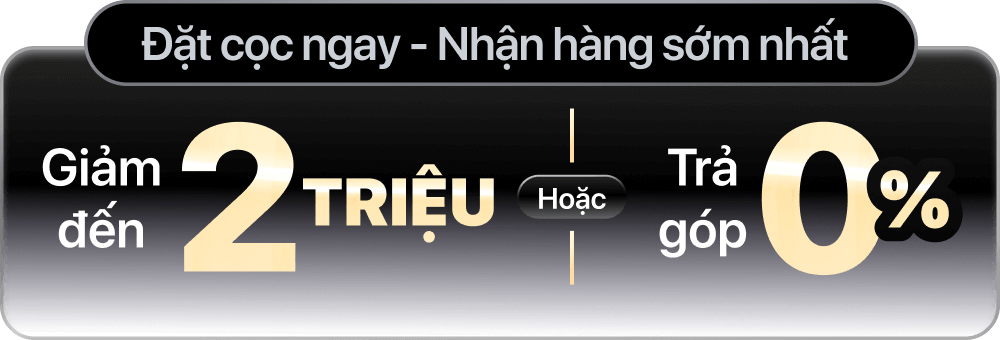 Đặt cọc ngay - Nhận hàng sớm nhất
Giảm
đến
2 TRIỆU
Hoặc
Trả
góp
0%